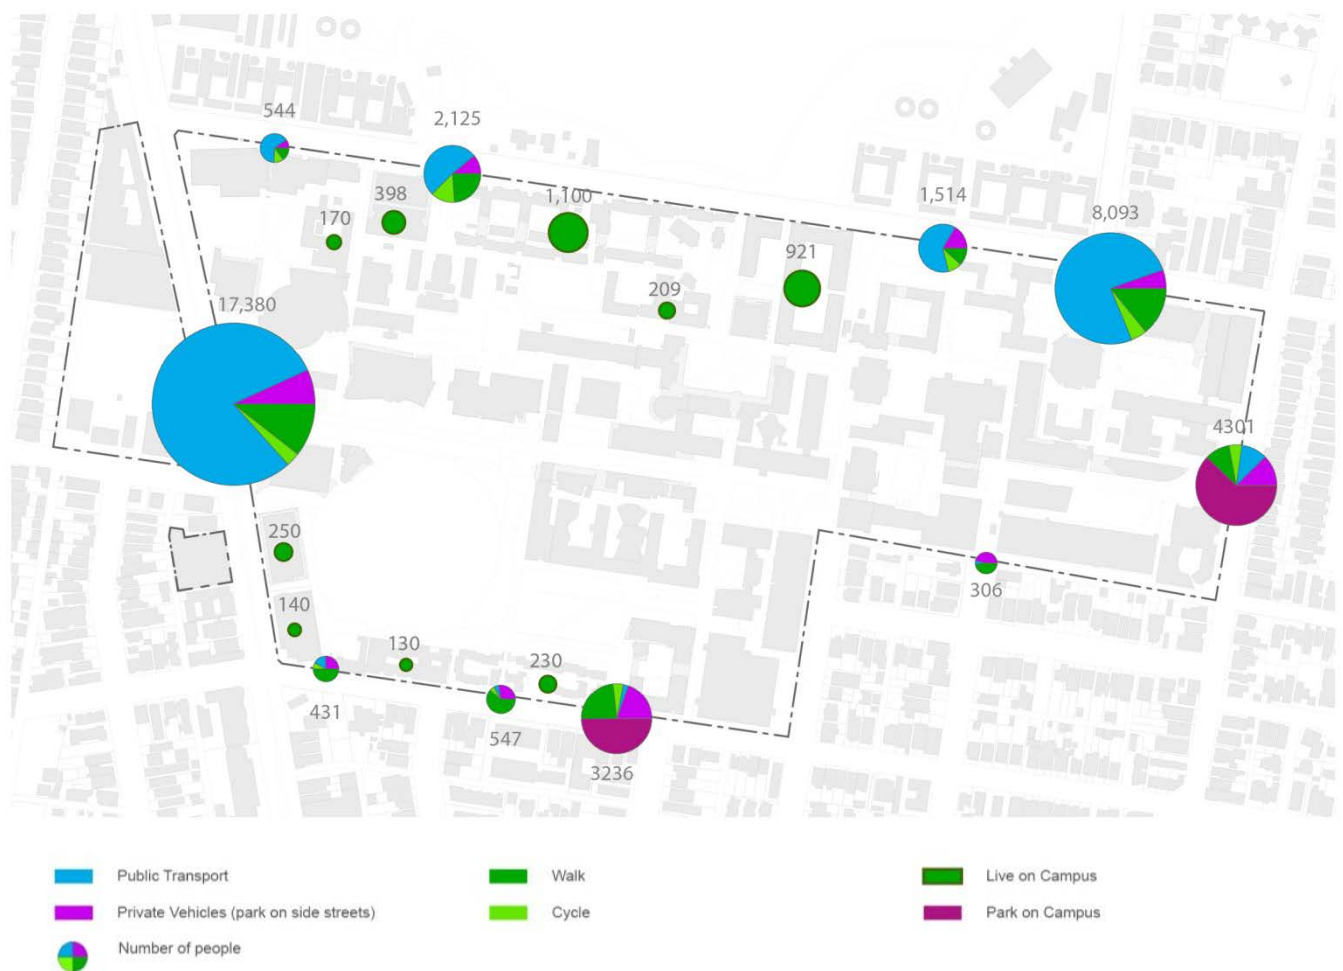 544
2,125
398
1,100
170
1,514
8,093
921
209
17,380
4301
250
306
140
130
230
431
547
3236
Public Transport
Walk
Live on Campus
Private Vehicles (park on side streets)
Cycle
Park on Campus
Number of people